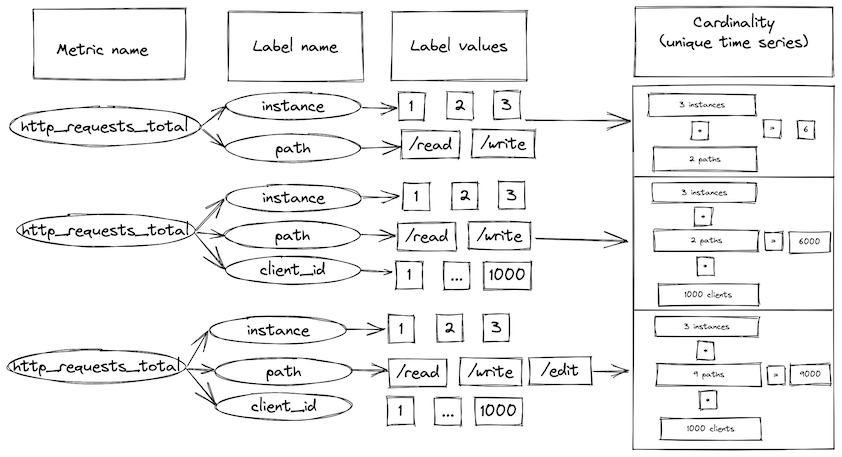 Metric name
Label name
Label values
Cardinality
(unique time series)
http_requests_total
instance
1 2 3
path
/read /write
3 instances
*
2 paths
= 6
http_requests_total
instance
1 2 3
path
/read /write
client_id
1 ... 1000
3 instances
*
2 paths = 6000
*
1000 clients
http_requests_total
instance
1 2 3
path
/read /write /edit
client_id
1 ... 1000
3 instances
*
9 paths = 9000
*
1000 clients